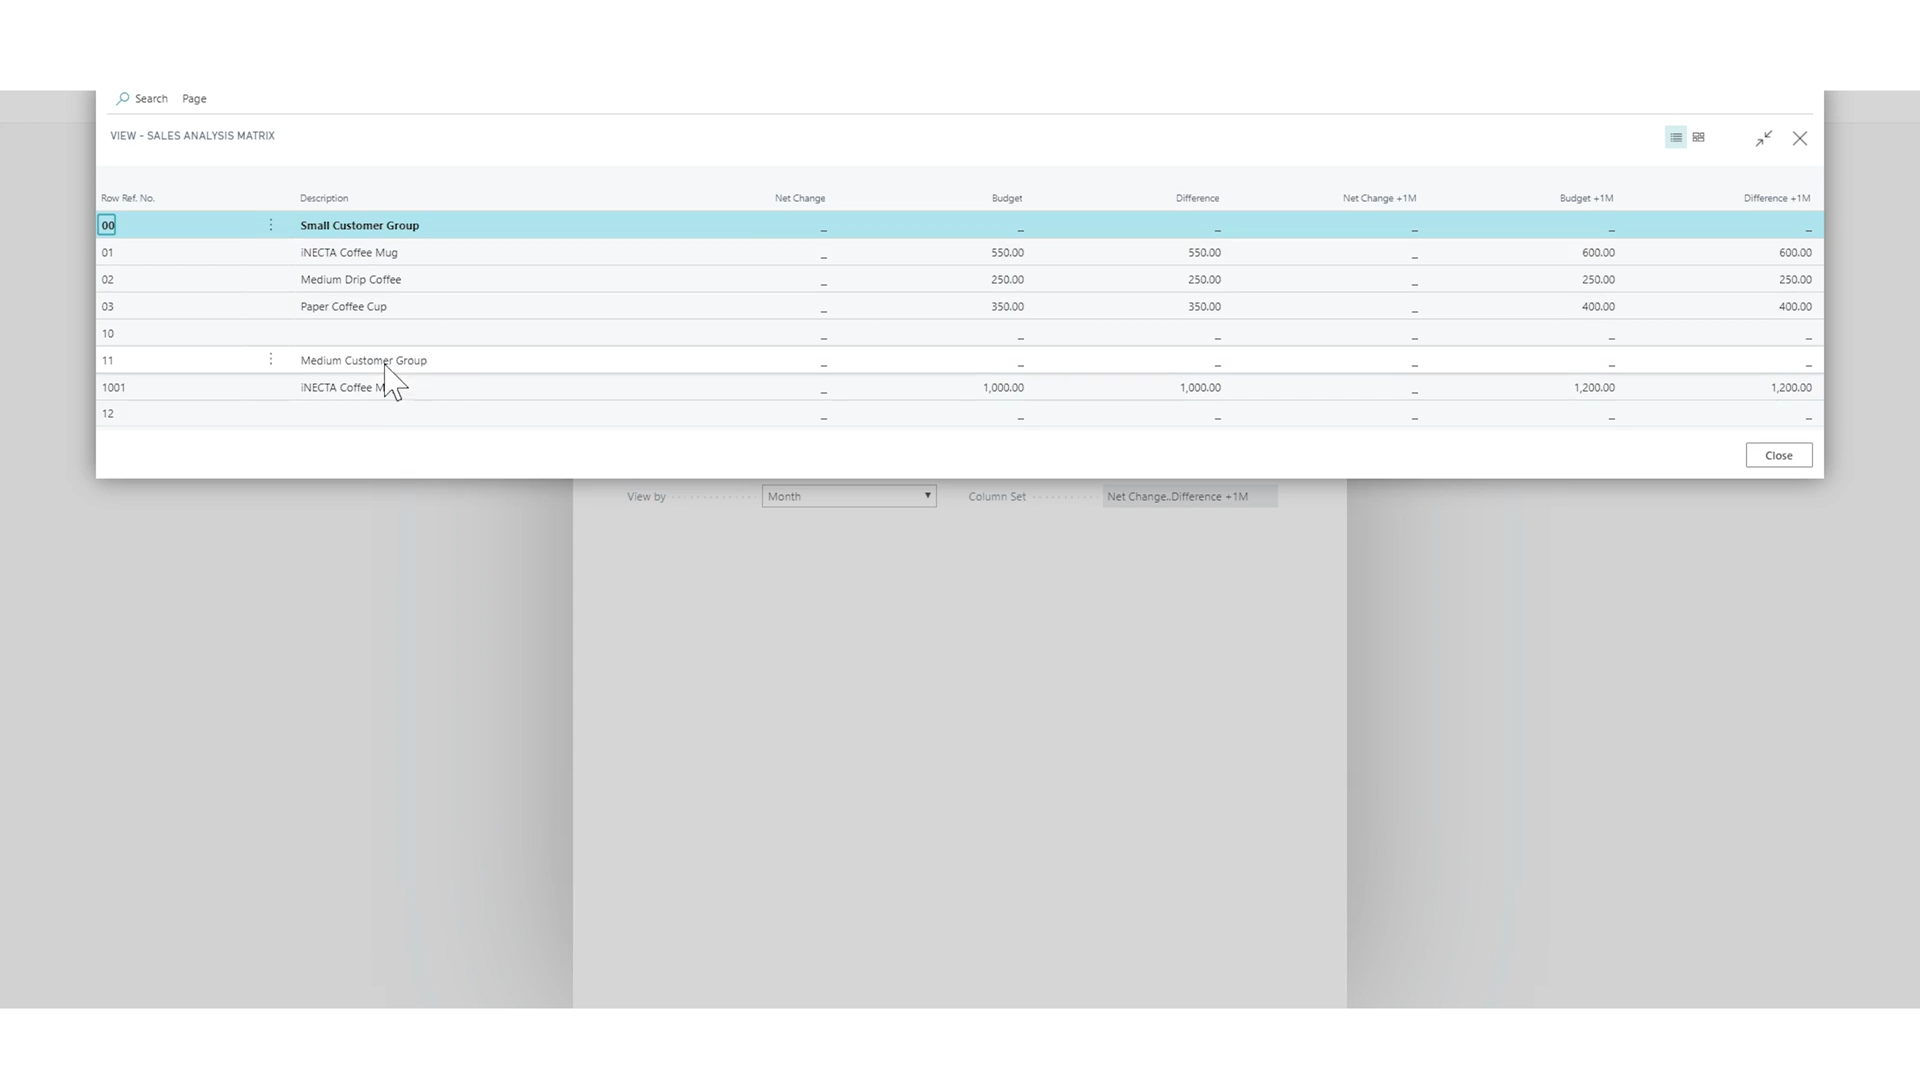 Search Page
VIEW - SALES ANALYSIS MATRIX
Row Ref. No. Description Net Change Budget Difference Net Change +1M Budget +1M Difference +1M
00 Small Customer Group _ _ _ _ _ _
01 iNECTA Coffee Mug _ 550.00 550.00 _ 600.00 600.00
02 Medium Drip Coffee _ 250.00 250.00 _ 250.00 250.00
03 Paper Coffee Cup _ 350.00 350.00 _ 400.00 400.00
10 _ _ _ _ _ _
11 Medium Customer Group _ _ _ _ _ _
1001 iNECTA Coffee _ 1,000.00 1,000.00 _ 1,200.00 1,200.00
12 _ _ _ _ _ _
Close
View by Month Column Set Net Change..Difference +1M